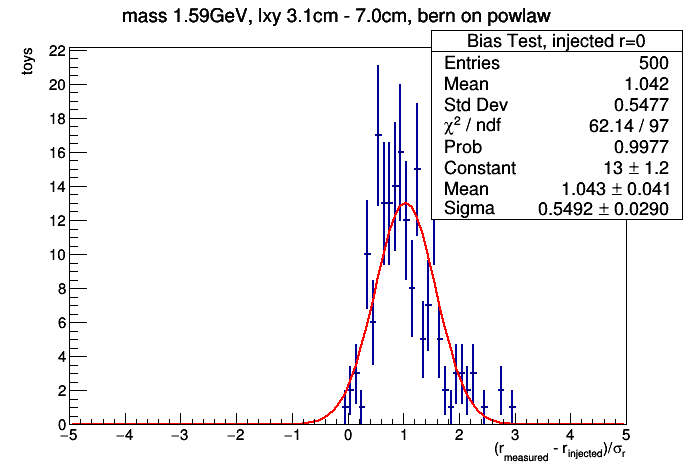 mass 1.59GeV, lxy 3.1cm - 7.0cm, bern on powlaw
Bias Test, injected r=0
Entries 500
Mean 1.042
Std Dev 0.5477
χ² / ndf 62.14 / 97
Prob 0.9977
Constant 13 ± 1.2
Mean 1.043 ± 0.041
Sigma 0.5492 ± 0.0290
toys
22
20
18
16
14
12
10
8
6
4
2
0
−5 −4 −3 −2 −1 0 1 2 3 4 5
(r_measured - r_injected)/σ_r